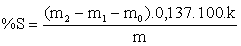 %S = (m₂ − m₁ − m₀).0,137.100.k / m